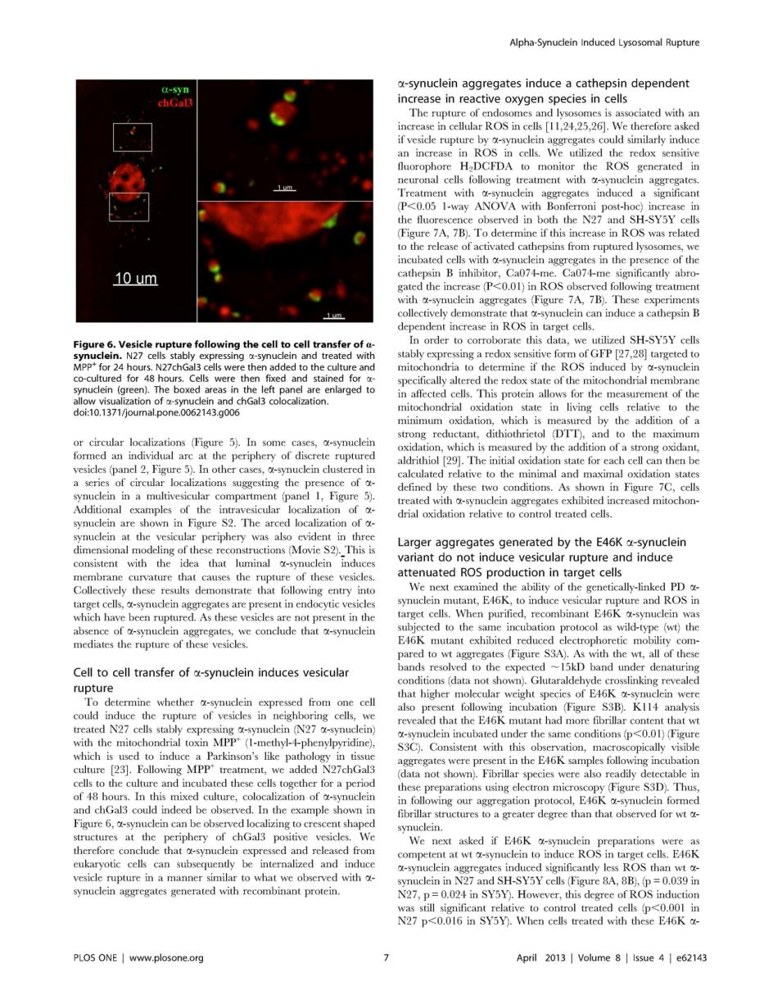 Alpha-Synuclein Induced Lysosomal Rupture
α-syn
chGal3
10 um
1 um
1 um
Figure 6. Vesicle rupture following the cell to cell transfer of α-
synuclein. N27 cells stably expressing α-synuclein and treated with
MPP+ for 24 hours. N27chGal3 cells were then added to the culture and
co-cultured for 48 hours. Cells were then fixed and stained for α-
synuclein (green). The boxed areas in the left panel are enlarged to
allow visualization of α-synuclein and chGal3 colocalization.
doi:10.1371/journal.pone.0062143.g006
or circular localizations (Figure 5). In some cases, α-synuclein
formed an individual arc at the periphery of discrete ruptured
vesicles (panel 2, Figure 5). In other cases, α-synuclein clustered in
a series of circular localizations suggesting the presence of α-
synuclein in a multivesicular compartment (panel 1, Figure 5).
Additional examples of the intravesicular localization of α-
synuclein are shown in Figure S2. The arced localization of α-
synuclein at the vesicular periphery was also evident in three
dimensional modeling of these reconstructions (Movie S2). This is
consistent with the idea that luminal α-synuclein induces
membrane curvature that causes the rupture of these vesicles.
Collectively these results demonstrate that following entry into
target cells, α-synuclein aggregates are present in endocytic vesicles
which have been ruptured. As these vesicles are not present in the
absence of α-synuclein aggregates, we conclude that α-synuclein
mediates the rupture of these vesicles.
Cell to cell transfer of α-synuclein induces vesicular
rupture
To determine whether α-synuclein expressed from one cell
could induce the rupture of vesicles in neighboring cells, we
treated N27 cells stably expressing α-synuclein (N27 α-synuclein)
with the mitochondrial toxin MPP+ (1-methyl-4-phenylpyridine),
which is used to induce a Parkinson's like pathology in tissue
culture [23]. Following MPP+ treatment, we added N27chGal3
cells to the culture and incubated these cells together for a period
of 48 hours. In this mixed culture, colocalization of α-synuclein
and chGal3 could indeed be observed. In the example shown in
Figure 6, α-synuclein can be observed localizing to crescent shaped
structures at the periphery of chGal3 positive vesicles. We
therefore conclude that α-synuclein expressed and released from
eukaryotic cells can subsequently be internalized and induce
vesicle rupture in a manner similar to what we observed with α-
synuclein aggregates generated with recombinant protein.
α-synuclein aggregates induce a cathepsin dependent
increase in reactive oxygen species in cells
The rupture of endosomes and lysosomes is associated with an
increase in cellular ROS in cells [11,24,25,26]. We therefore asked
if vesicle rupture by α-synuclein aggregates could similarly induce
an increase in ROS in cells. We utilized the redox sensitive
fluorophore H₂DCFDA to monitor the ROS generated in
neuronal cells following treatment with α-synuclein aggregates.
Treatment with α-synuclein aggregates induced a significant
(P<0.05 1-way ANOVA with Bonferroni post-hoc) increase in
the fluorescence observed in both the N27 and SH-SY5Y cells
(Figure 7A, 7B). To determine if this increase in ROS was related
to the release of activated cathepsins from ruptured lysosomes, we
incubated cells with α-synuclein aggregates in the presence of the
cathepsin B inhibitor, Ca074-me. Ca074-me significantly abro-
gated the increase (P<0.01) in ROS observed following treatment
with α-synuclein aggregates (Figure 7A, 7B). These experiments
collectively demonstrate that α-synuclein can induce a cathepsin B
dependent increase in ROS in target cells.
In order to corroborate this data, we utilized SH-SY5Y cells
stably expressing a redox sensitive form of GFP [27,28] targeted to
mitochondria to determine if the ROS induced by α-synuclein
specifically altered the redox state of the mitochondrial membrane
in affected cells. This protein allows for the measurement of the
mitochondrial oxidation state in living cells relative to the
minimum oxidation, which is measured by the addition of a
strong reductant, dithiothrietol (DTT), and to the maximum
oxidation, which is measured by the addition of a strong oxidant,
aldrithiol [29]. The initial oxidation state for each cell can then be
calculated relative to the minimal and maximal oxidation states
defined by these two conditions. As shown in Figure 7C, cells
treated with α-synuclein aggregates exhibited increased mitochon-
drial oxidation relative to control treated cells.
Larger aggregates generated by the E46K α-synuclein
variant do not induce vesicular rupture and induce
attenuated ROS production in target cells
We next examined the ability of the genetically-linked PD α-
synuclein mutant, E46K, to induce vesicular rupture and ROS in
target cells. When purified, recombinant E46K α-synuclein was
subjected to the same incubation protocol as wild-type (wt) the
E46K mutant exhibited reduced electrophoretic mobility com-
pared to wt aggregates (Figure S3A). As with the wt, all of these
bands resolved to the expected ~15kD band under denaturing
conditions (data not shown). Glutaraldehyde crosslinking revealed
that higher molecular weight species of E46K α-synuclein were
also present following incubation (Figure S3B). K114 analysis
revealed that the E46K mutant had more fibrillar content that wt
α-synuclein incubated under the same conditions (p<0.01) (Figure
S3C). Consistent with this observation, macroscopically visible
aggregates were present in the E46K samples following incubation
(data not shown). Fibrillar species were also readily detectable in
these preparations using electron microscopy (Figure S3D). Thus,
in following our aggregation protocol, E46K α-synuclein formed
fibrillar structures to a greater degree than that observed for wt α-
synuclein.
We next asked if E46K α-synuclein preparations were as
competent at wt α-synuclein to induce ROS in target cells. E46K
α-synuclein aggregates induced significantly less ROS than wt α-
synuclein in N27 and SH-SY5Y cells (Figure 8A, 8B), (p = 0.039 in
N27, p = 0.024 in SY5Y). However, this degree of ROS induction
was still significant relative to control treated cells (p<0.001 in
N27 p<0.016 in SY5Y). When cells treated with these E46K α-
PLOS ONE | www.plosone.org
7
April 2013 | Volume 8 | Issue 4 | e62143